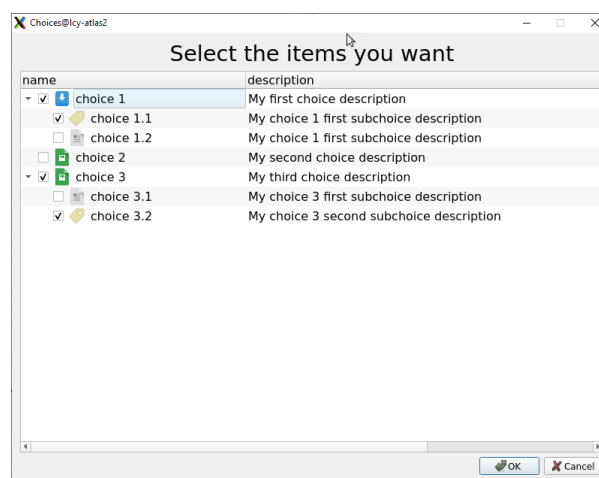 Choices@lcy-atlas2
Select the items you want
name description
choice 1 My first choice description
choice 1.1 My choice 1 first subchoice description
choice 1.2 My choice 1 first subchoice description
choice 2 My second choice description
choice 3 My third choice description
choice 3.1 My choice 3 first subchoice description
choice 3.2 My choice 3 second subchoice description
OK Cancel